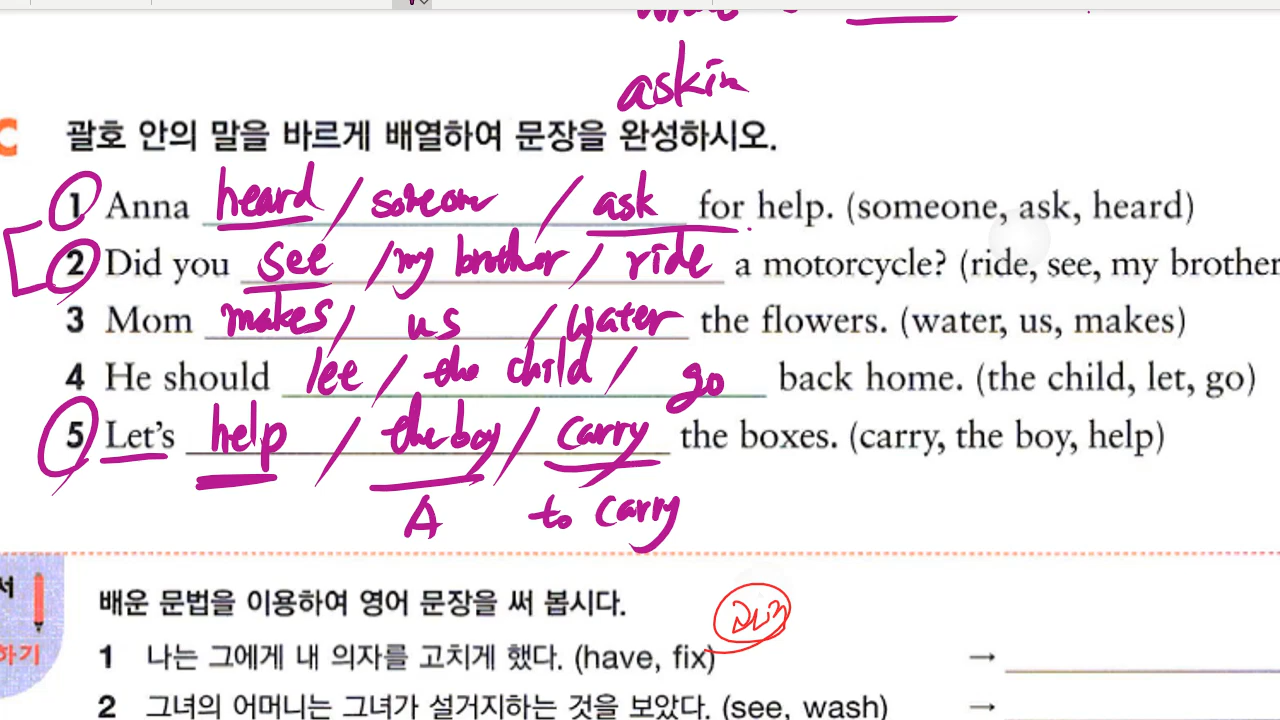 askin
C 괄호 안의 말을 바르게 배열하여 문장을 완성하시오.
1 Anna heard / someone / ask for help. (someone, ask, heard)
2 Did you see / my brother / ride a motorcycle? (ride, see, my brother
3 Mom makes / us / water the flowers. (water, us, makes)
4 He should let / the child / go back home. (the child, let, go)
5 Let's help / the boy / carry the boxes. (carry, the boy, help)
A to carry
서
배운 문법을 이용하여 영어 문장을 써 봅시다.
하기
1 나는 그에게 내 의자를 고치게 했다. (have, fix) →
2 그녀의 어머니는 그녀가 설거지하는 것을 보았다. (see, wash) →